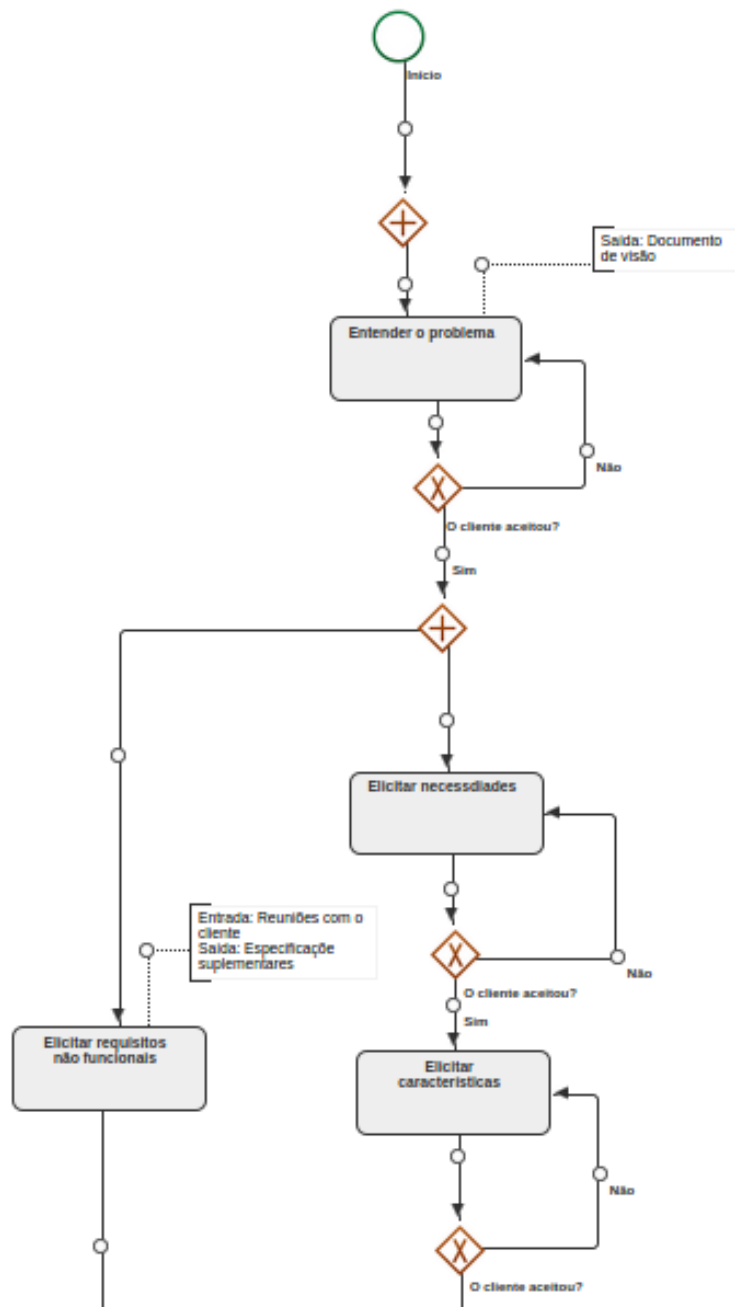 Início
Saída: Documento
de visão
Entender o problema
Não
O cliente aceitou?
Sim
Elicitar necessdiades
Entrada: Reuniões com o
cliente
Saída: Especificaçõe
suplementares
Não
O cliente aceitou?
Sim
Elicitar requisitos
não funcionais
Elicitar
características
Não
O cliente aceitou?